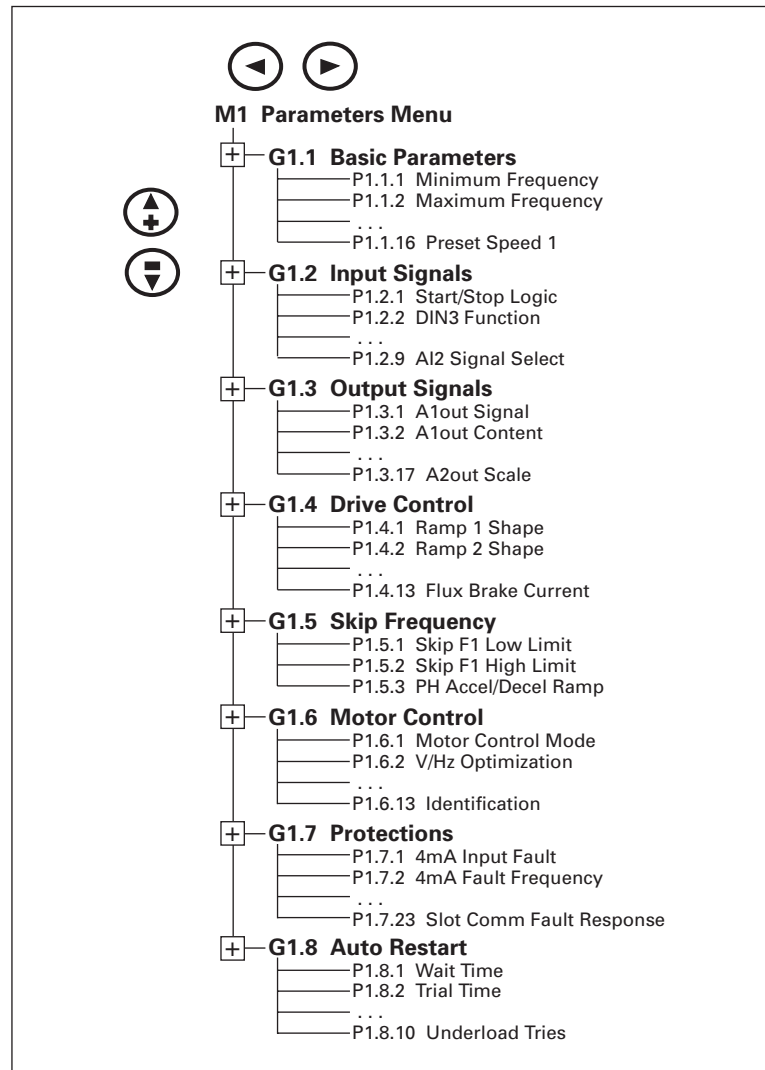 M1 Parameters Menu
G1.1 Basic Parameters
P1.1.1 Minimum Frequency
P1.1.2 Maximum Frequency
. . .
P1.1.16 Preset Speed 1
G1.2 Input Signals
P1.2.1 Start/Stop Logic
P1.2.2 DIN3 Function
. . .
P1.2.9 AI2 Signal Select
G1.3 Output Signals
P1.3.1 A1out Signal
P1.3.2 A1out Content
. . .
P1.3.17 A2out Scale
G1.4 Drive Control
P1.4.1 Ramp 1 Shape
P1.4.2 Ramp 2 Shape
. . .
P1.4.13 Flux Brake Current
G1.5 Skip Frequency
P1.5.1 Skip F1 Low Limit
P1.5.2 Skip F1 High Limit
P1.5.3 PH Accel/Decel Ramp
G1.6 Motor Control
P1.6.1 Motor Control Mode
P1.6.2 V/Hz Optimization
. . .
P1.6.13 Identification
G1.7 Protections
P1.7.1 4mA Input Fault
P1.7.2 4mA Fault Frequency
. . .
P1.7.23 Slot Comm Fault Response
G1.8 Auto Restart
P1.8.1 Wait Time
P1.8.2 Trial Time
. . .
P1.8.10 Underload Tries